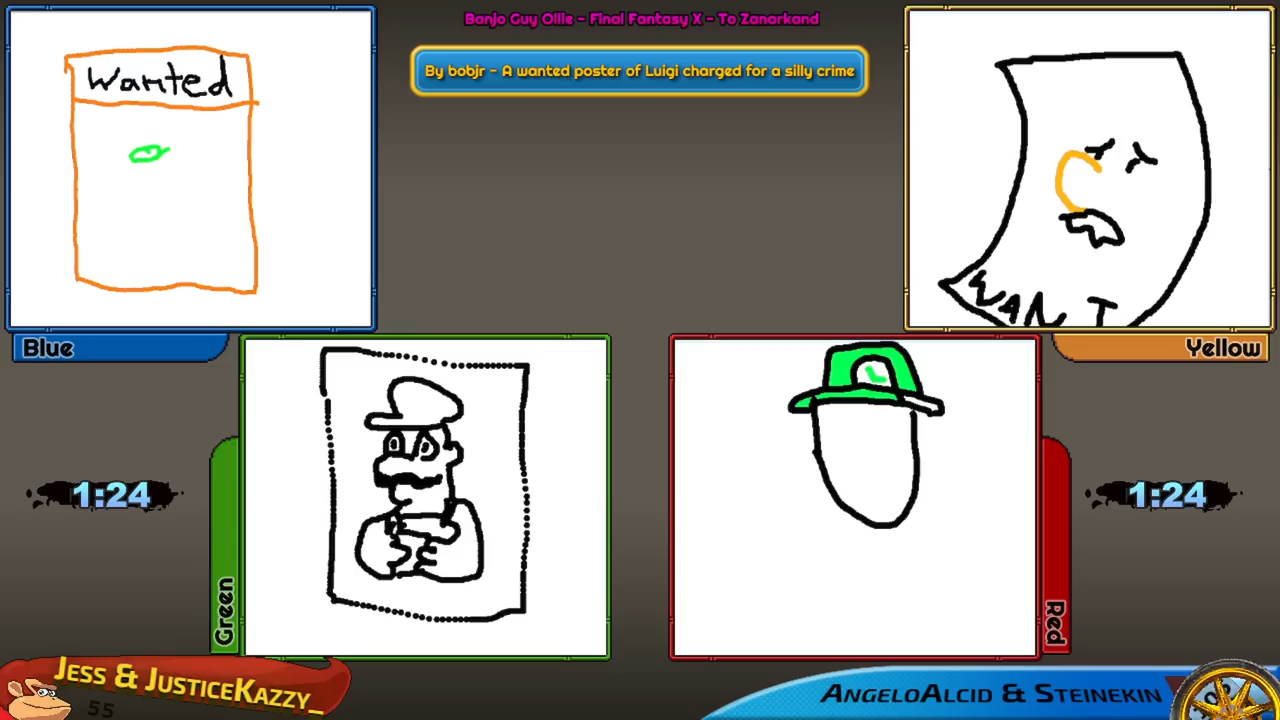 Banjo Guy Ollie - Final Fantasy X - To Zanarkand
By bobjr - A wanted poster of Luigi charged for a silly crime
Wanted
WANT
L
Blue
Yellow
1:24
1:24
Green
Red
Jess & JusticeKazzy_
55
AngeloAlcid & Steinekin